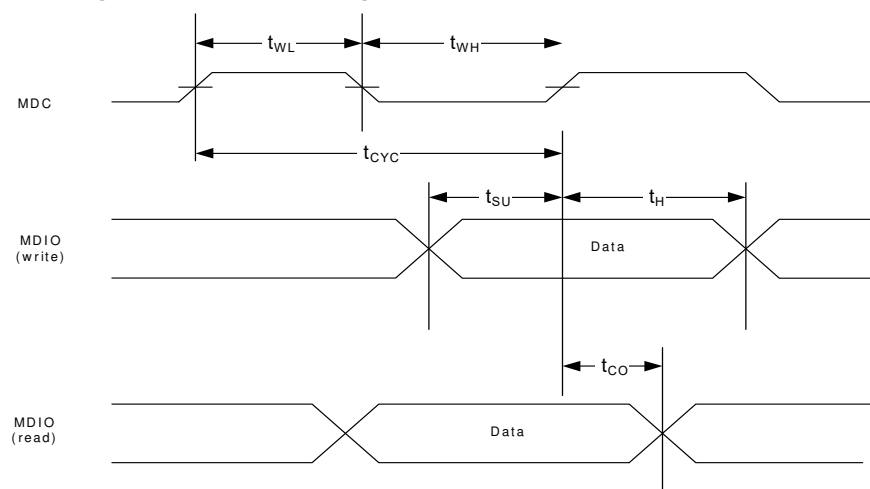 tWL
tWH
MDC
tCYC
tSU
tH
MDIO
(write)
Data
tCO
MDIO
(read)
Data